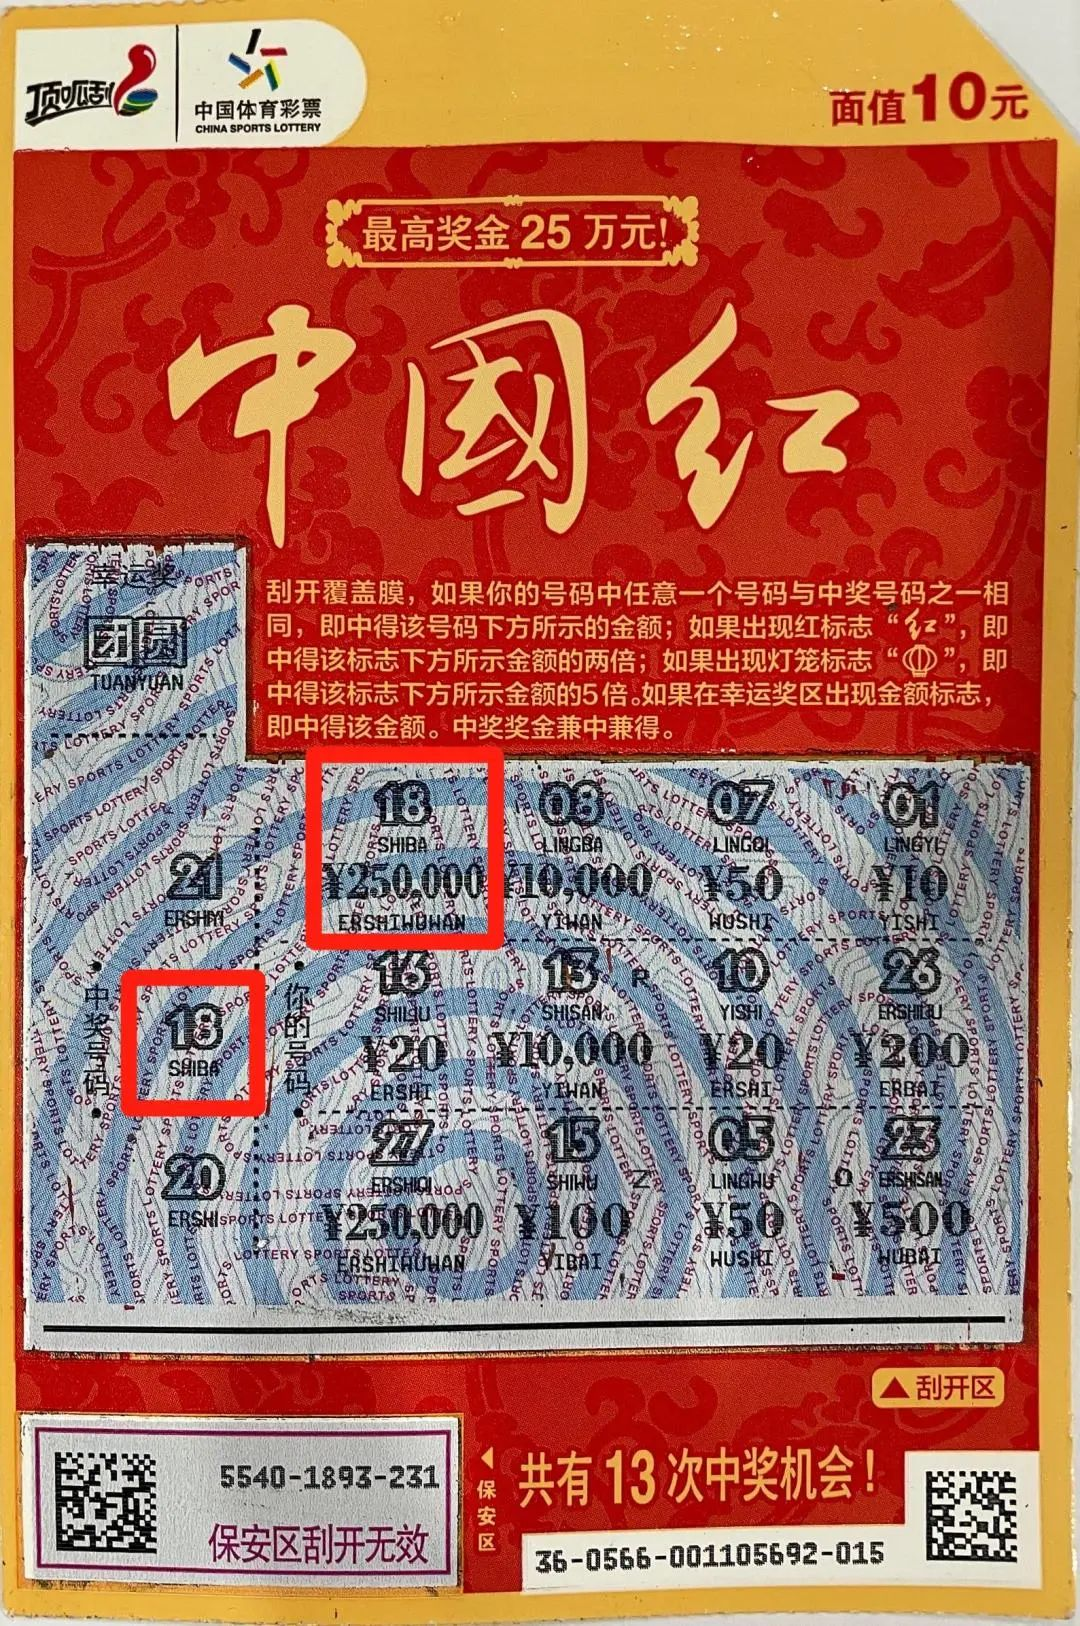 顶呱刮
中国体育彩票
CHINA SPORTS LOTTERY
面值10元
最高奖金25万元!
中國红
刮开覆盖膜，如果你的号码中任意一个号码与中奖号码之一相
同，即中得该号码下方所示的金额；如果出现红标志“红”，即
中得该标志下方所示金额的两倍；如果出现灯笼标志“”，即
中得该标志下方所示金额的5倍。如果在幸运奖区出现金额标志，
即中得该金额。中奖奖金兼中兼得。
幸运奖
团圆
TUANYUAN
中奖号码
21
ERSHIYI
18
SHIBA
20
ERSHI
你的号码
18 08 07 01
SHIBA LINGBA LINGQI LINGYI
¥250,000 ¥10,000 ¥50 ¥10
ERSHIWUWAN YIWAN WUSHI YISHI
16 13 R 10 26
SHILIU SHISAN YISHI ERSHILIU
¥20 ¥10,000 ¥20 ¥200
ERSHI YIWAN ERSHI ERBAI
27 15 05 23
ERSHIQI SHIWU Z LINGWU O ERSHISAN
¥250,000 ¥100 ¥50 ¥500
ERSHIWUWAN YIBAI WUSHI WUBAI
▲刮开区
5540-1893-231
保安区刮开无效
保安区
共有13次中奖机会！
36-0566-001105692-015